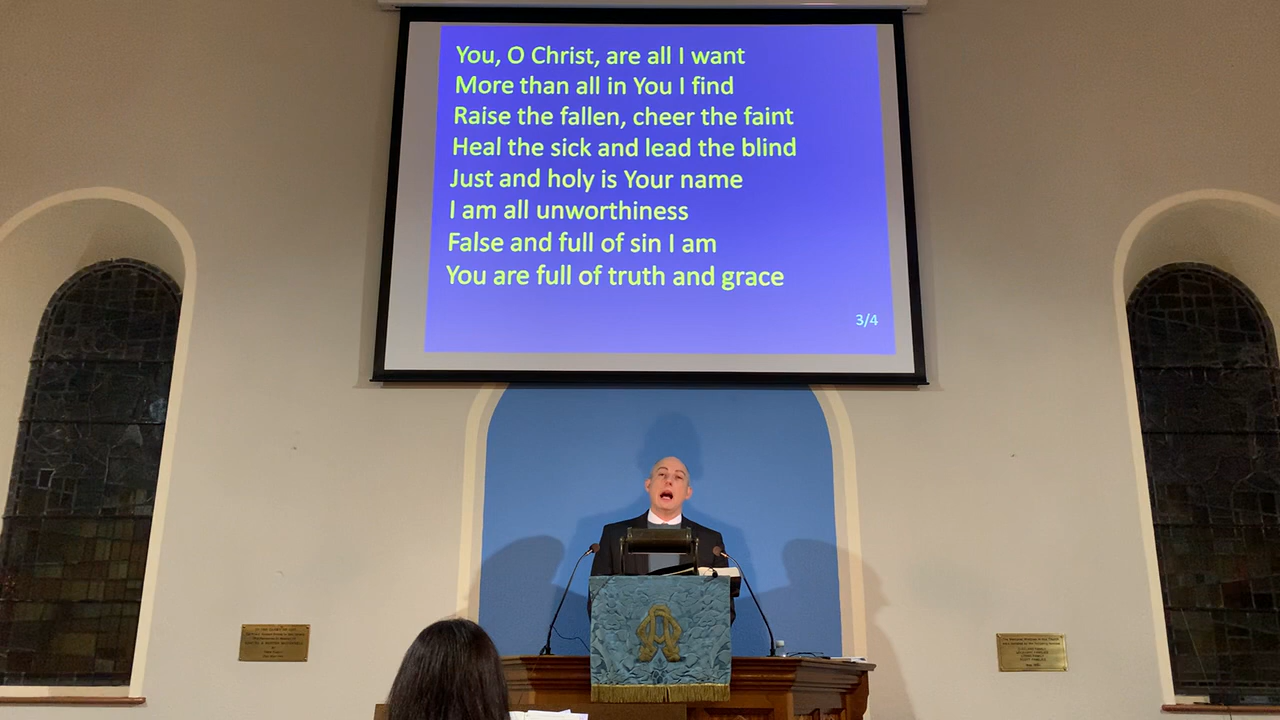 You, O Christ, are all I want
More than all in You I find
Raise the fallen, cheer the faint
Heal the sick and lead the blind
Just and holy is Your name
I am all unworthiness
False and full of sin I am
You are full of truth and grace
3/4